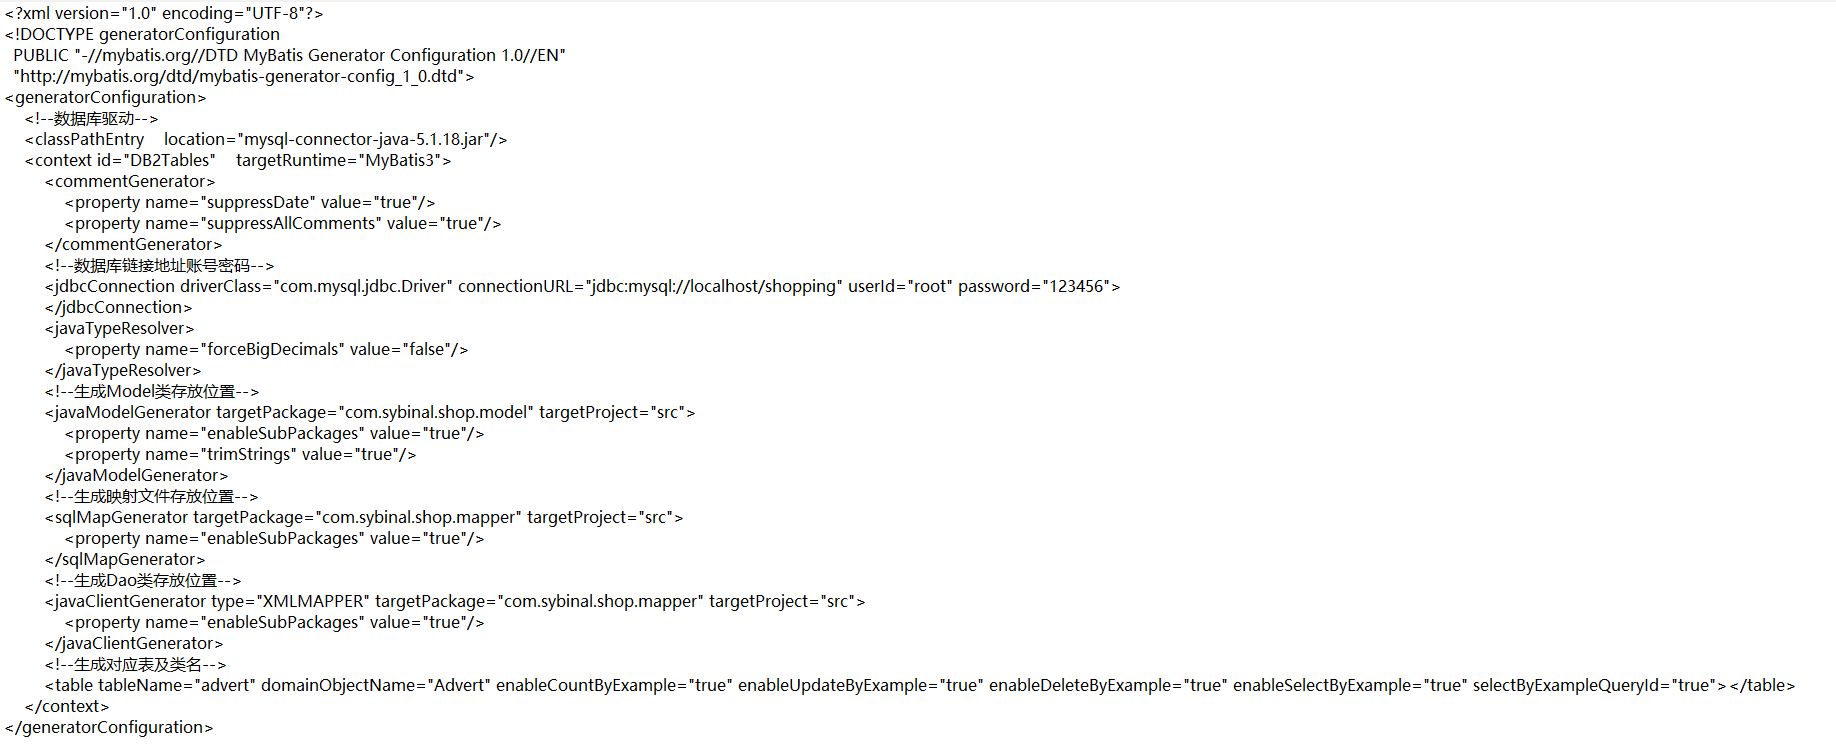 <?xml version="1.0" encoding="UTF-8"?>
<!DOCTYPE generatorConfiguration
PUBLIC "-//mybatis.org//DTD MyBatis Generator Configuration 1.0//EN"
"http://mybatis.org/dtd/mybatis-generator-config_1_0.dtd">
<generatorConfiguration>
<!--数据库驱动-->
<classPathEntry    location="mysql-connector-java-5.1.18.jar"/>
<context id="DB2Tables"    targetRuntime="MyBatis3">
<commentGenerator>
<property name="suppressDate" value="true"/>
<property name="suppressAllComments" value="true"/>
</commentGenerator>
<!--数据库链接地址账号密码-->
<jdbcConnection driverClass="com.mysql.jdbc.Driver" connectionURL="jdbc:mysql://localhost/shopping" userId="root" password="123456">
</jdbcConnection>
<javaTypeResolver>
<property name="forceBigDecimals" value="false"/>
</javaTypeResolver>
<!--生成Model类存放位置-->
<javaModelGenerator targetPackage="com.sybinal.shop.model" targetProject="src">
<property name="enableSubPackages" value="true"/>
<property name="trimStrings" value="true"/>
</javaModelGenerator>
<!--生成映射文件存放位置-->
<sqlMapGenerator targetPackage="com.sybinal.shop.mapper" targetProject="src">
<property name="enableSubPackages" value="true"/>
</sqlMapGenerator>
<!--生成Dao类存放位置-->
<javaClientGenerator type="XMLMAPPER" targetPackage="com.sybinal.shop.mapper" targetProject="src">
<property name="enableSubPackages" value="true"/>
</javaClientGenerator>
<!--生成对应表及类名-->
<table tableName="advert" domainObjectName="Advert" enableCountByExample="true" enableUpdateByExample="true" enableDeleteByExample="true" enableSelectByExample="true" selectByExampleQueryId="true"></table>
</context>
</generatorConfiguration>